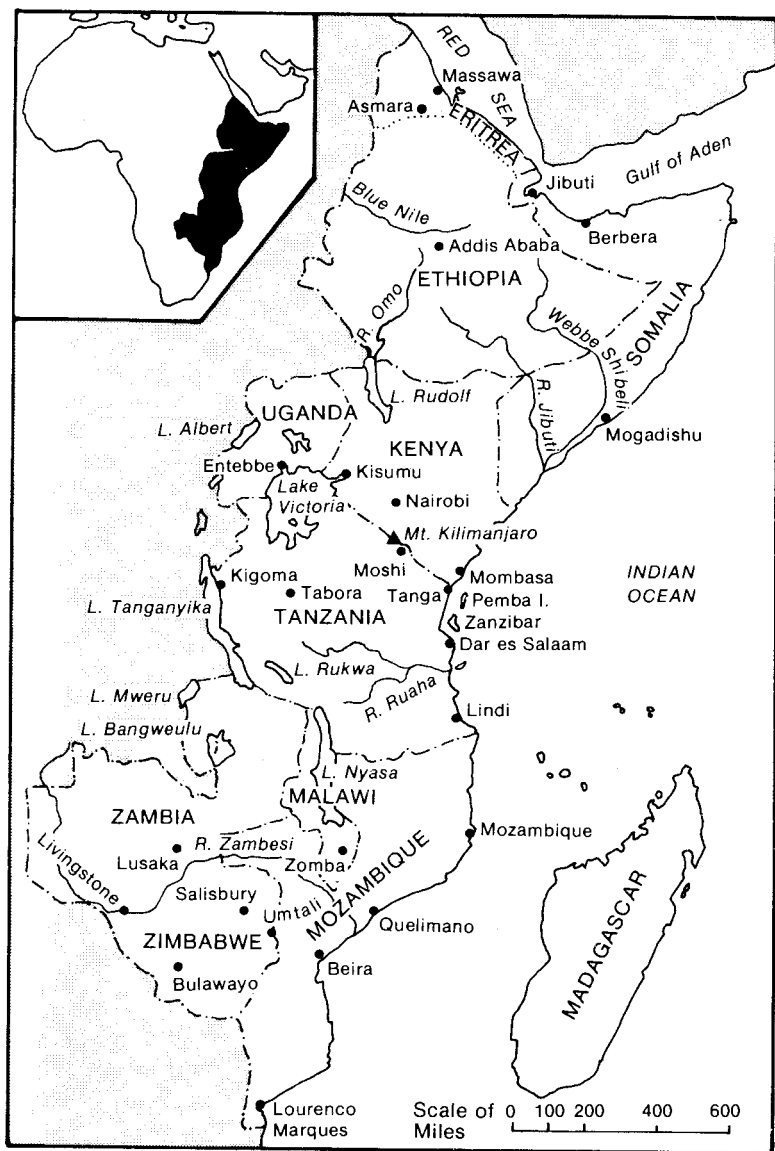 RED
SEA
Massawa
Asmara
ERITREA
Gulf of Aden
Jibuti
Blue Nile
Berbera
Addis Ababa
ETHIOPIA
R. Omo
Webbe Shibeli
SOMALIA
L. Rudolf
R. Jibuti
UGANDA
L. Albert
KENYA
Mogadishu
Entebbe
Kisumu
Lake
Victoria
Nairobi
Mt. Kilimanjaro
Moshi
Kigoma
Mombasa
INDIAN
OCEAN
Tabora
Tanga
Pemba I.
L. Tanganyika
TANZANIA
Zanzibar
Dar es Salaam
L. Rukwa
L. Mweru
R. Ruaha
Lindi
L. Bangweulu
L. Nyasa
MALAWI
ZAMBIA
Mozambique
R. Zambesi
Lusaka
Zomba
MOZAMBIQUE
Livingstone
Salisbury
Umtali
Quelimano
ZIMBABWE
Beira
Bulawayo
MADAGASCAR
Lourenco
Marques
Scale of
Miles
0 100 200 400 600